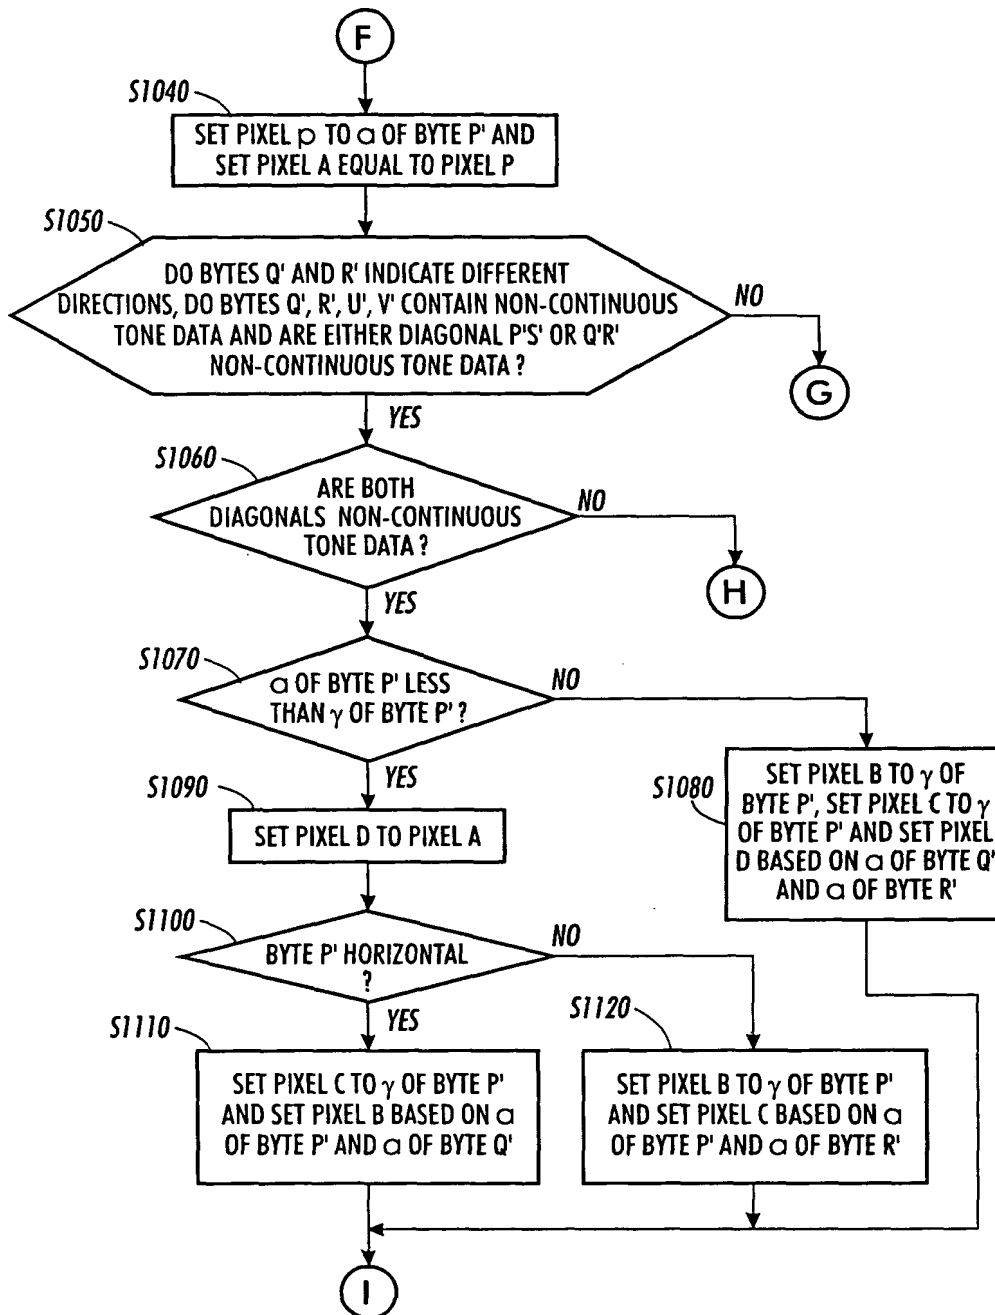 F
S1040
SET PIXEL p TO a OF BYTE P' AND
SET PIXEL A EQUAL TO PIXEL P
S1050
DO BYTES Q' AND R' INDICATE DIFFERENT
DIRECTIONS, DO BYTES Q', R', U', V' CONTAIN NON-CONTINUOUS
TONE DATA AND ARE EITHER DIAGONAL P'S' OR Q'R'
NON-CONTINUOUS TONE DATA ?
NO
G
YES
S1060
ARE BOTH
DIAGONALS NON-CONTINUOUS
TONE DATA ?
NO
H
YES
S1070
a OF BYTE P' LESS
THAN γ OF BYTE P' ?
NO
YES
S1080
SET PIXEL B TO γ OF
BYTE P', SET PIXEL C TO γ
OF BYTE P' AND SET PIXEL
D BASED ON a OF BYTE Q'
AND a OF BYTE R'
S1090
SET PIXEL D TO PIXEL A
S1100
BYTE P' HORIZONTAL
?
NO
YES
S1110
SET PIXEL C TO γ OF BYTE P'
AND SET PIXEL B BASED ON a
OF BYTE P' AND a OF BYTE Q'
S1120
SET PIXEL B TO γ OF BYTE P'
AND SET PIXEL C BASED ON a
OF BYTE P' AND a OF BYTE R'
I